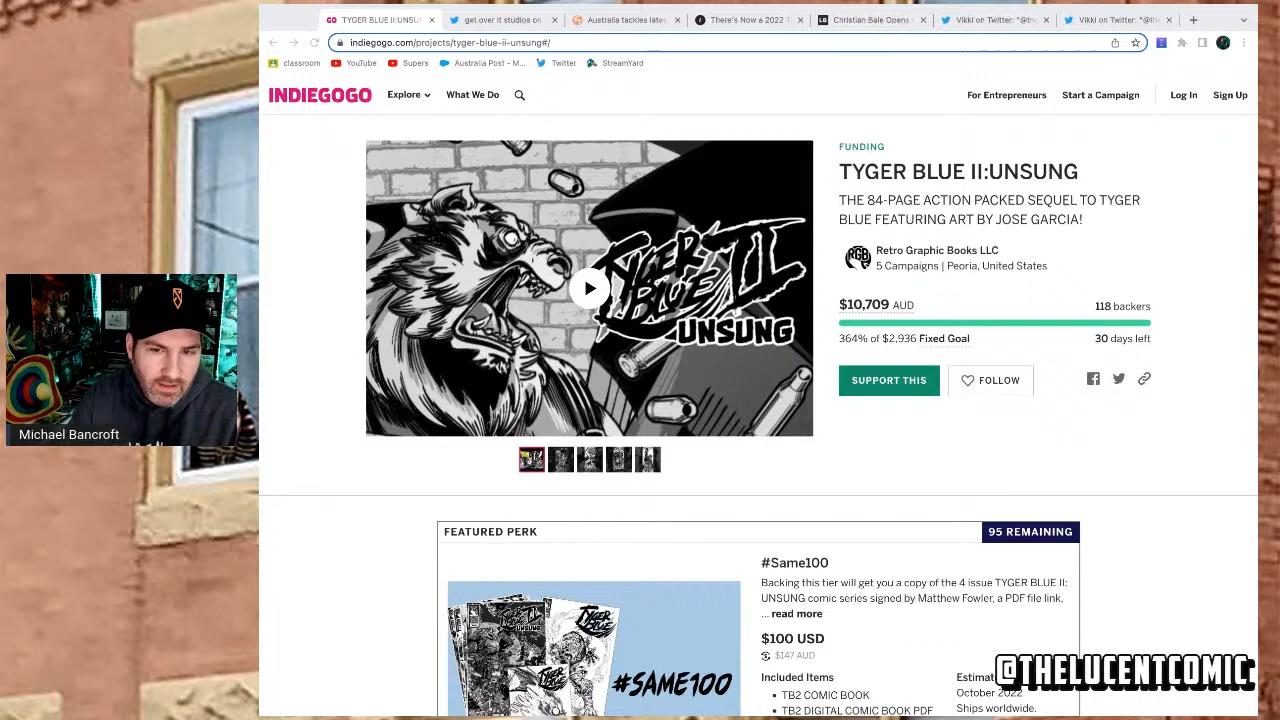 TYGER BLUE II:UNSU
get over it studios on
Australia tackles lates
There's Now a 2022 T
Christian Bale Opens
Vikki on Twitter: "@th
Vikki on Twitter: "@th
indiegogo.com/projects/tyger-blue-ii-unsung#/
classroom
YouTube
Supers
Australia Post – M...
Twitter
StreamYard
INDIEGOGO
Explore
What We Do
For Entrepreneurs
Start a Campaign
Log In
Sign Up
TYGER BLUE II
UNSUNG
FUNDING
TYGER BLUE II:UNSUNG
THE 84-PAGE ACTION PACKED SEQUEL TO TYGER
BLUE FEATURING ART BY JOSE GARCIA!
RGB
Retro Graphic Books LLC
5 Campaigns | Peoria, United States
$10,709 AUD
118 backers
364% of $2,936 Fixed Goal
30 days left
SUPPORT THIS
FOLLOW
Michael Bancroft
FEATURED PERK
95 REMAINING
#Same100
Backing this tier will get you a copy of the 4 issue TYGER BLUE II:
UNSUNG comic series signed by Matthew Fowler, a PDF file link,
... read more
$100 USD
$147 AUD
Included Items
TB2 COMIC BOOK
TB2 DIGITAL COMIC BOOK PDF
Estimat
October 2022
Ships worldwide.
#SAME100
@THELUCENTCOMIC